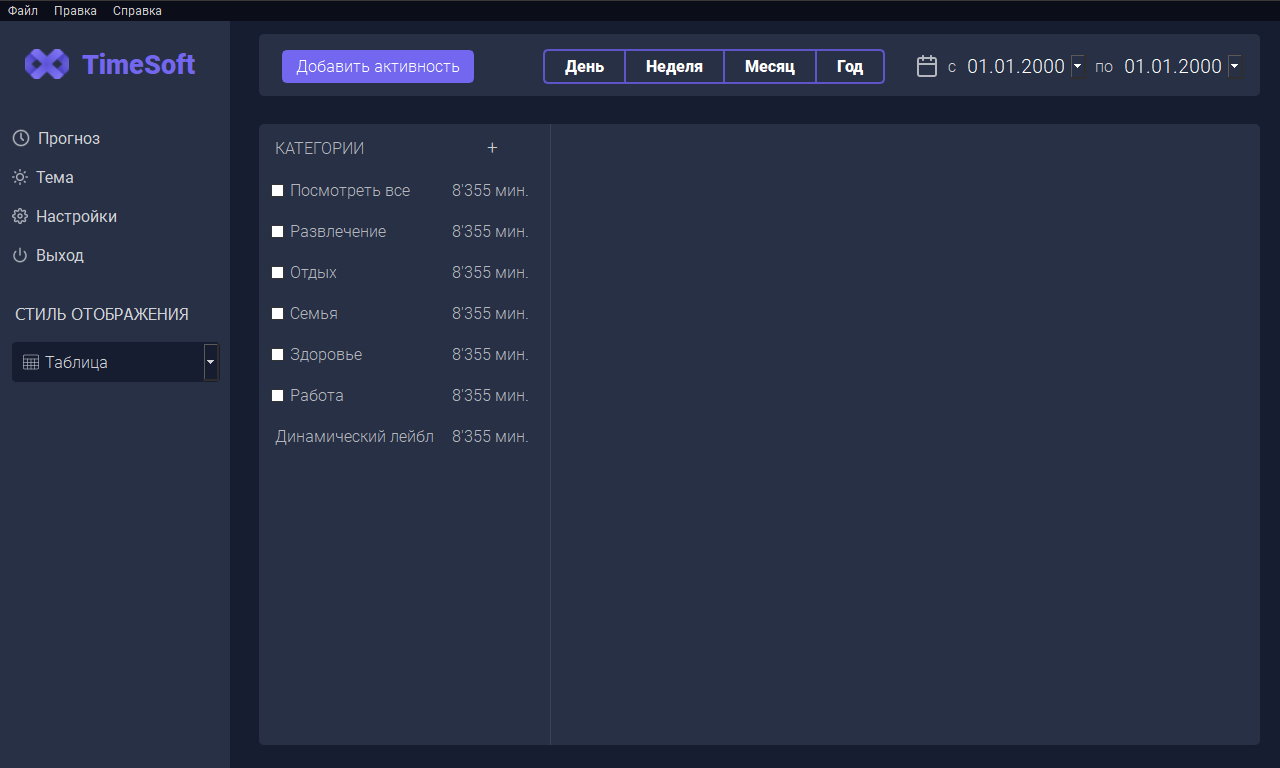 Файл Правка Справка
TimeSoft
Прогноз
Тема
Настройки
Выход
СТИЛЬ ОТОБРАЖЕНИЯ
Таблица
Добавить активность
День Неделя Месяц Год
с 01.01.2000 по 01.01.2000
КАТЕГОРИИ +
Посмотреть все 8'355 мин.
Развлечение 8'355 мин.
Отдых 8'355 мин.
Семья 8'355 мин.
Здоровье 8'355 мин.
Работа 8'355 мин.
Динамический лейбл 8'355 мин.